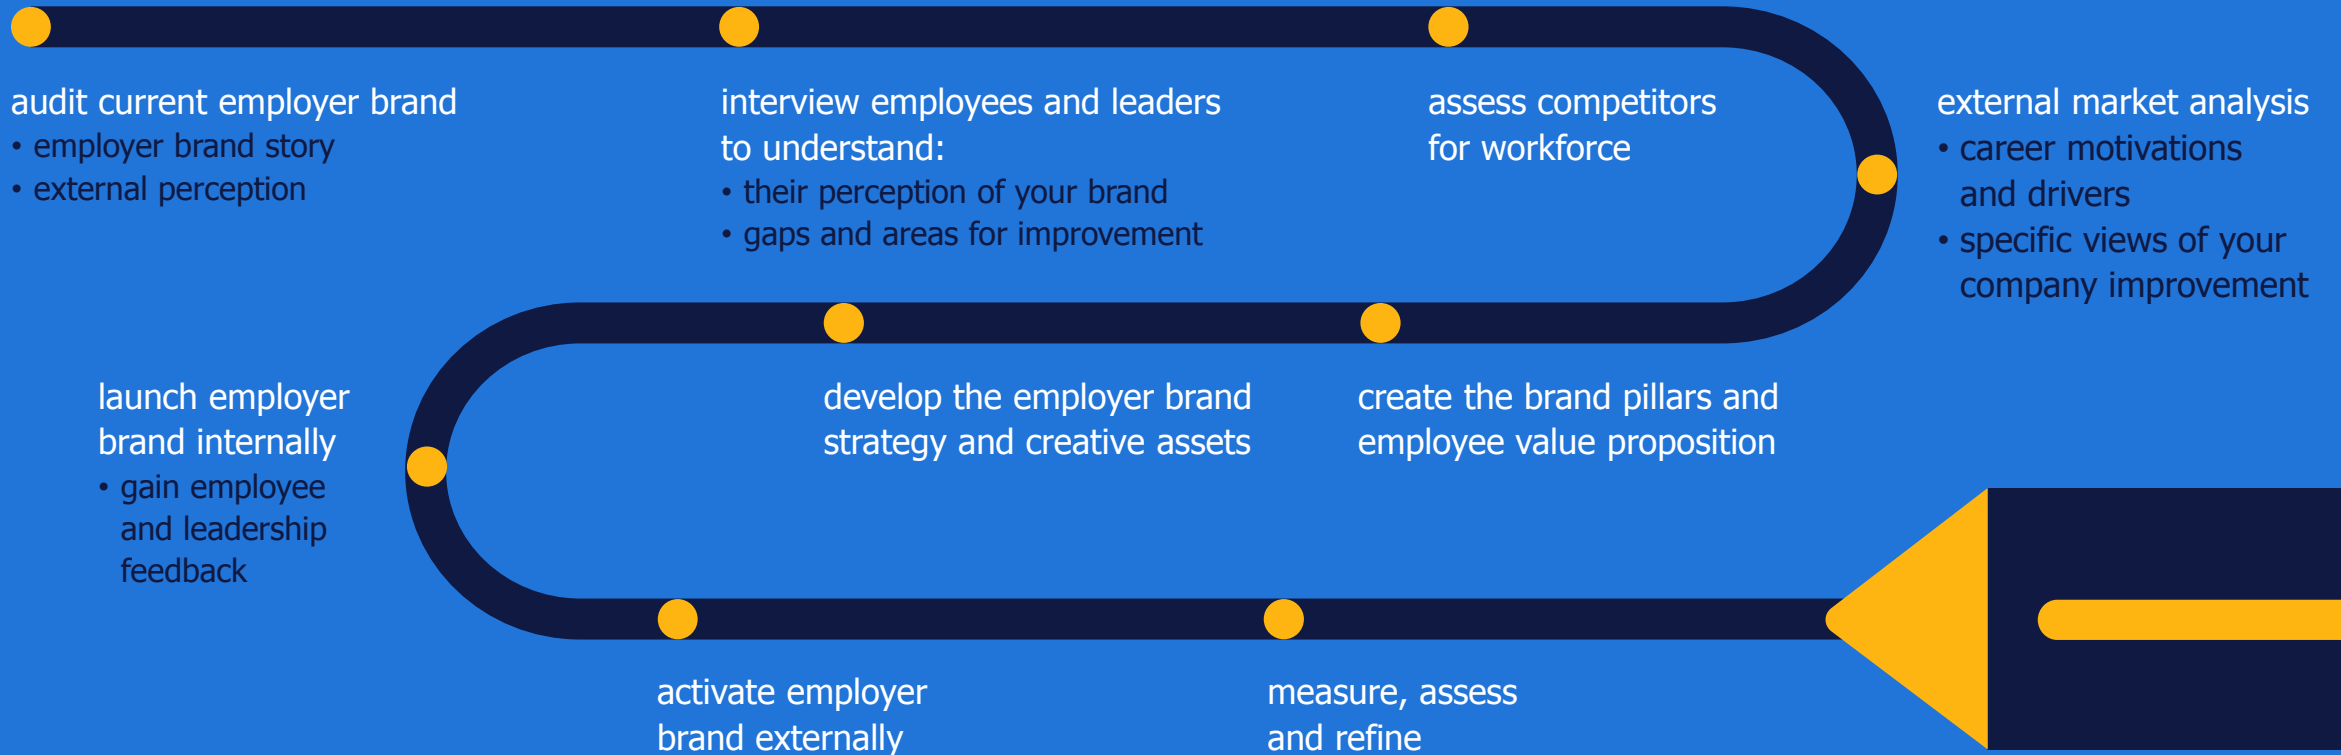 audit current employer brand
• employer brand story
• external perception
interview employees and leaders
to understand:
• their perception of your brand
• gaps and areas for improvement
assess competitors
for workforce
external market analysis
• career motivations
and drivers
• specific views of your
company improvement
create the brand pillars and
employee value proposition
develop the employer brand
strategy and creative assets
launch employer
brand internally
• gain employee
and leadership
feedback
activate employer
brand externally
measure, assess
and refine